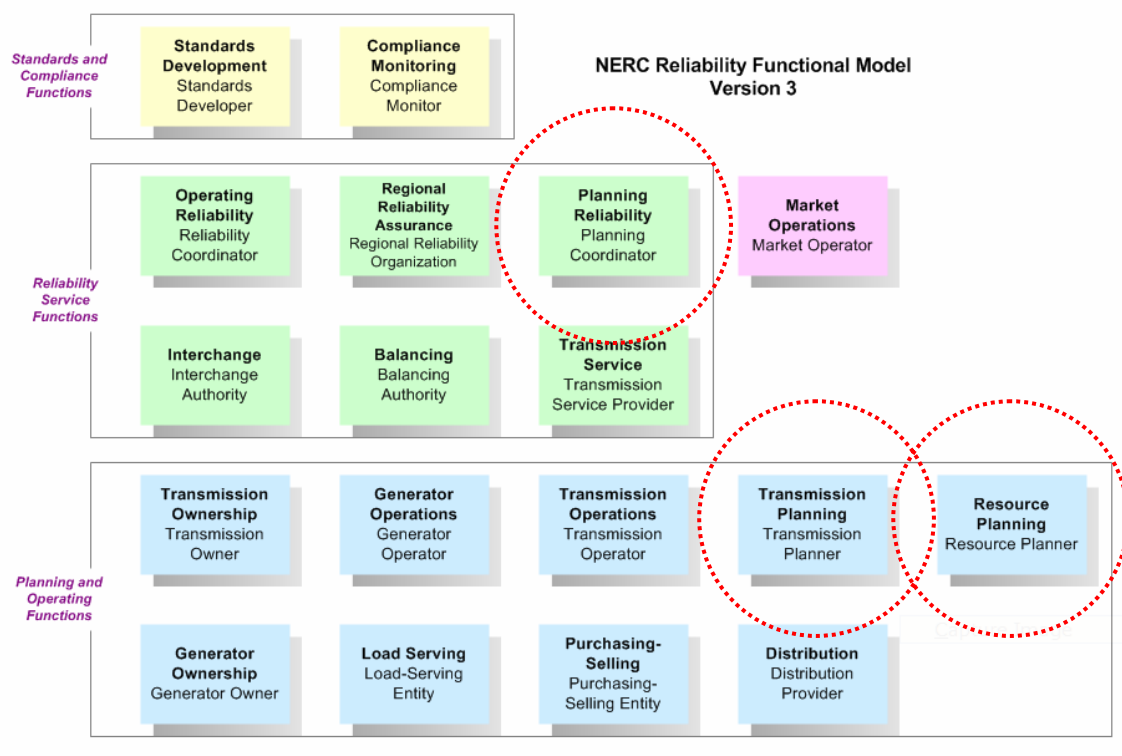 Standards and
Compliance
Functions
Standards
Development
Standards
Developer
Compliance
Monitoring
Compliance
Monitor
NERC Reliability Functional Model
Version 3
Reliability
Service
Functions
Operating
Reliability
Reliability
Coordinator
Regional
Reliability
Assurance
Regional Reliability
Organization
Planning
Reliability
Planning
Coordinator
Market
Operations
Market Operator
Interchange
Interchange
Authority
Balancing
Balancing
Authority
Transmission
Service
Transmission
Service Provider
Planning and
Operating
Functions
Transmission
Ownership
Transmission
Owner
Generator
Operations
Generator
Operator
Transmission
Operations
Transmission
Operator
Transmission
Planning
Transmission
Planner
Resource
Planning
Resource Planner
Generator
Ownership
Generator Owner
Load Serving
Load-Serving
Entity
Purchasing-
Selling
Purchasing-
Selling Entity
Distribution
Distribution
Provider